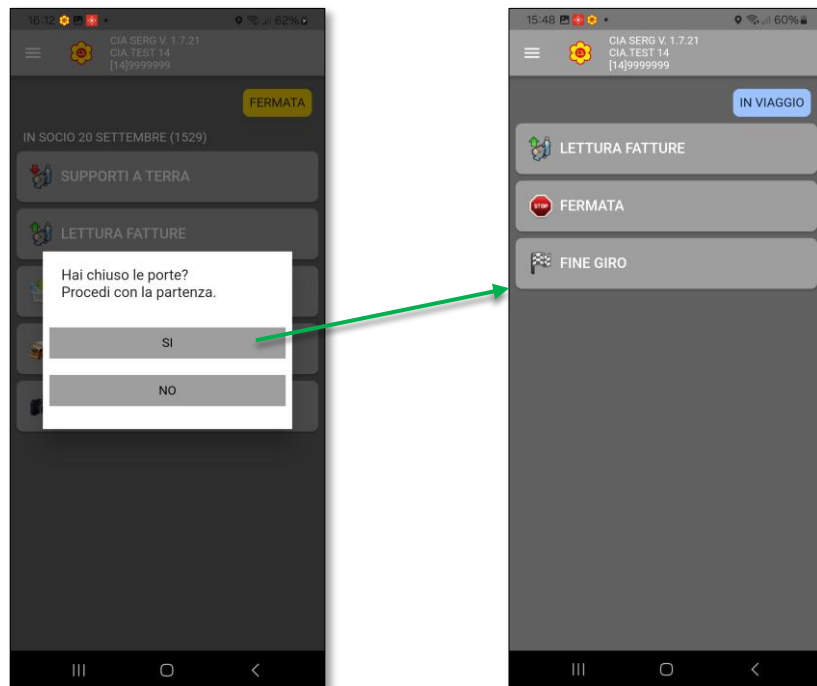 16:12
62%
CIA SERG V. 1.7.21
CIA.TEST 14
[14]9999999
FERMATA
IN SOCIO 20 SETTEMBRE (1529)
SUPPORTI A TERRA
LETTURA FATTURE
Hai chiuso le porte?
Procedi con la partenza.
SI
NO
15:48
60%
CIA SERG V. 1.7.21
CIA.TEST 14
[14]9999999
IN VIAGGIO
LETTURA FATTURE
STOP
FERMATA
FINE GIRO